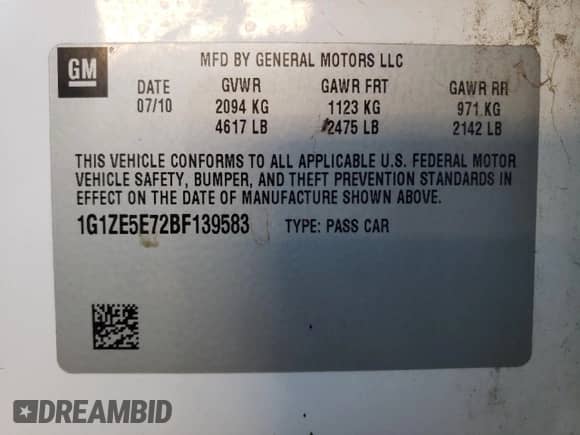 GM
MFD BY GENERAL MOTORS LLC
DATE GVWR GAWR FRT GAWR RR
07/10 2094 KG 1123 KG 971 KG
4617 LB 2475 LB 2142 LB
THIS VEHICLE CONFORMS TO ALL APPLICABLE U.S. FEDERAL MOTOR
VEHICLE SAFETY, BUMPER, AND THEFT PREVENTION STANDARDS IN
EFFECT ON THE DATE OF MANUFACTURE SHOWN ABOVE.
1G1ZE5E72BF139583 TYPE: PASS CAR
DREAMBID